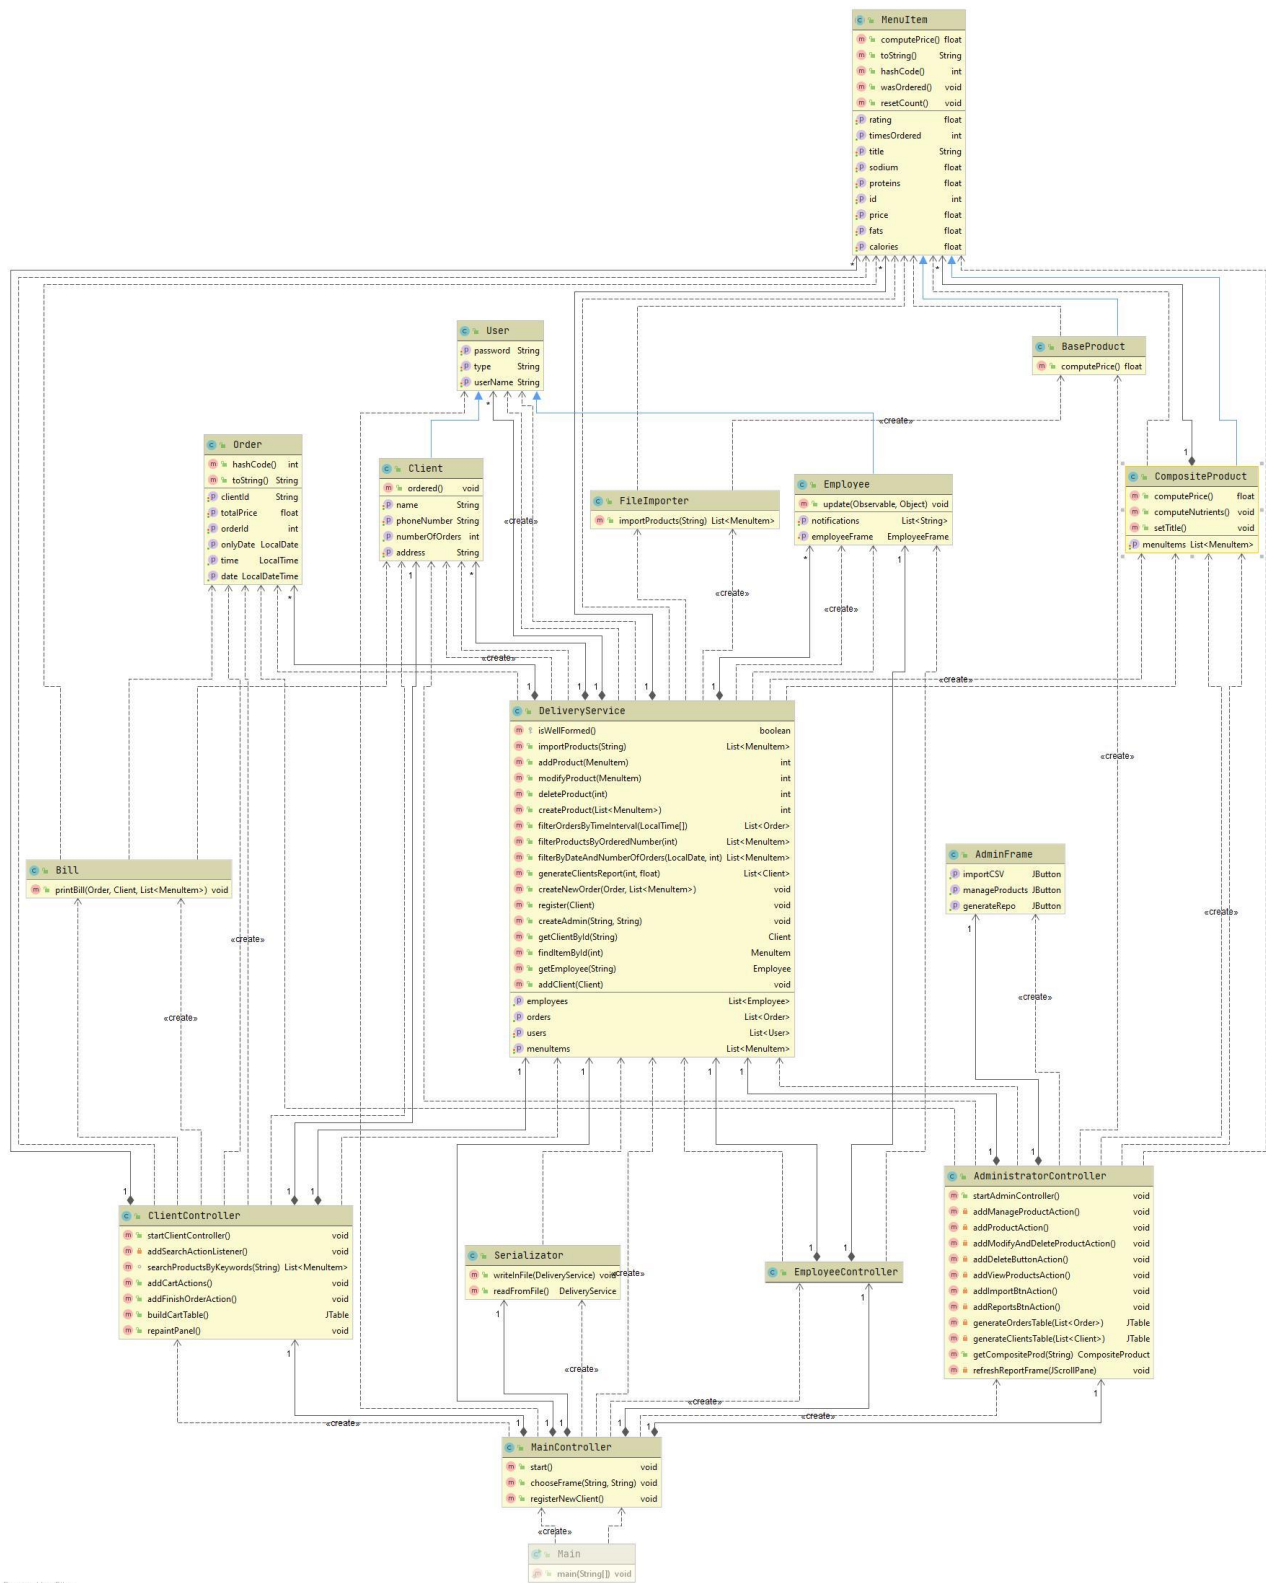 MenuItem
computePrice() float
toString() String
hashCode() int
wasOrdered() void
resetCount() void
rating float
timesOrdered int
title String
sodium float
proteins float
id int
price float
fats float
calories float
User
password String
type String
userName String
BaseProduct
computePrice() float
Order
hashCode() int
toString() String
clientId String
totalPrice float
orderId int
onlyDate LocalDate
time LocalTime
date LocalDateTime
Client
ordered() void
name String
phoneNumber String
numberOfOrders int
address String
FileImporter
importProducts(String) List<MenuItem>
Employee
update(Observable, Object) void
notifications List<String>
employeeFrame EmployeeFrame
CompositeProduct
computePrice() float
computeNutrients() void
setTitle() void
menuItems List<MenuItem>
«create»
«create»
«create»
«create»
«create»
«create»
DeliveryService
isWellFormed() boolean
importProducts(String) List<MenuItem>
addProduct(MenuItem) int
modifyProduct(MenuItem) int
deleteProduct(int) int
createProduct(List<MenuItem>) int
filterOrdersByTimeInterval(LocalTime[]) List<Order>
filterProductsByOrderedNumber(int) List<MenuItem>
filterByDateAndNumberOfOrders(LocalDate, int) List<MenuItem>
generateClientsReport(int, float) List<Client>
createNewOrder(Order, List<MenuItem>) void
register(Client) void
createAdmin(String, String) void
getClientById(String) Client
findItemById(int) MenuItem
getEmployee(String) Employee
addClient(Client) void
employees List<Employee>
orders List<Order>
users List<User>
menuItems List<MenuItem>
«create»
Bill
printBill(Order, Client, List<MenuItem>) void
AdminFrame
importCSV JButton
manageProducts JButton
generateRepo JButton
«create»
«create»
«create»
«create»
ClientController
startClientController() void
addSearchActionListener() void
searchProductsByKeywords(String) List<MenuItem>
addCartActions() void
addFinishOrderAction() void
buildCartTable() JTable
repaintPanel() void
Serializator
writeInFile(DeliveryService) void
readFromFile() DeliveryService
«create»
EmployeeController
AdministratorController
startAdminController() void
addManageProductAction() void
addProductAction() void
addModifyAndDeleteProductAction() void
addDeleteButtonAction() void
addViewProductsAction() void
addImportBtnAction() void
addReportsBtnAction() void
generateOrdersTable(List<Order>) JTable
generateClientsTable(List<Client>) JTable
getCompositeProd(String) CompositeProduct
refreshReportFrame(JScrollPane) void
«create»
«create»
«create»
«create»
MainController
start() void
chooseFrame(String, String) void
registerNewClient() void
«create»
Main
main(String[]) void